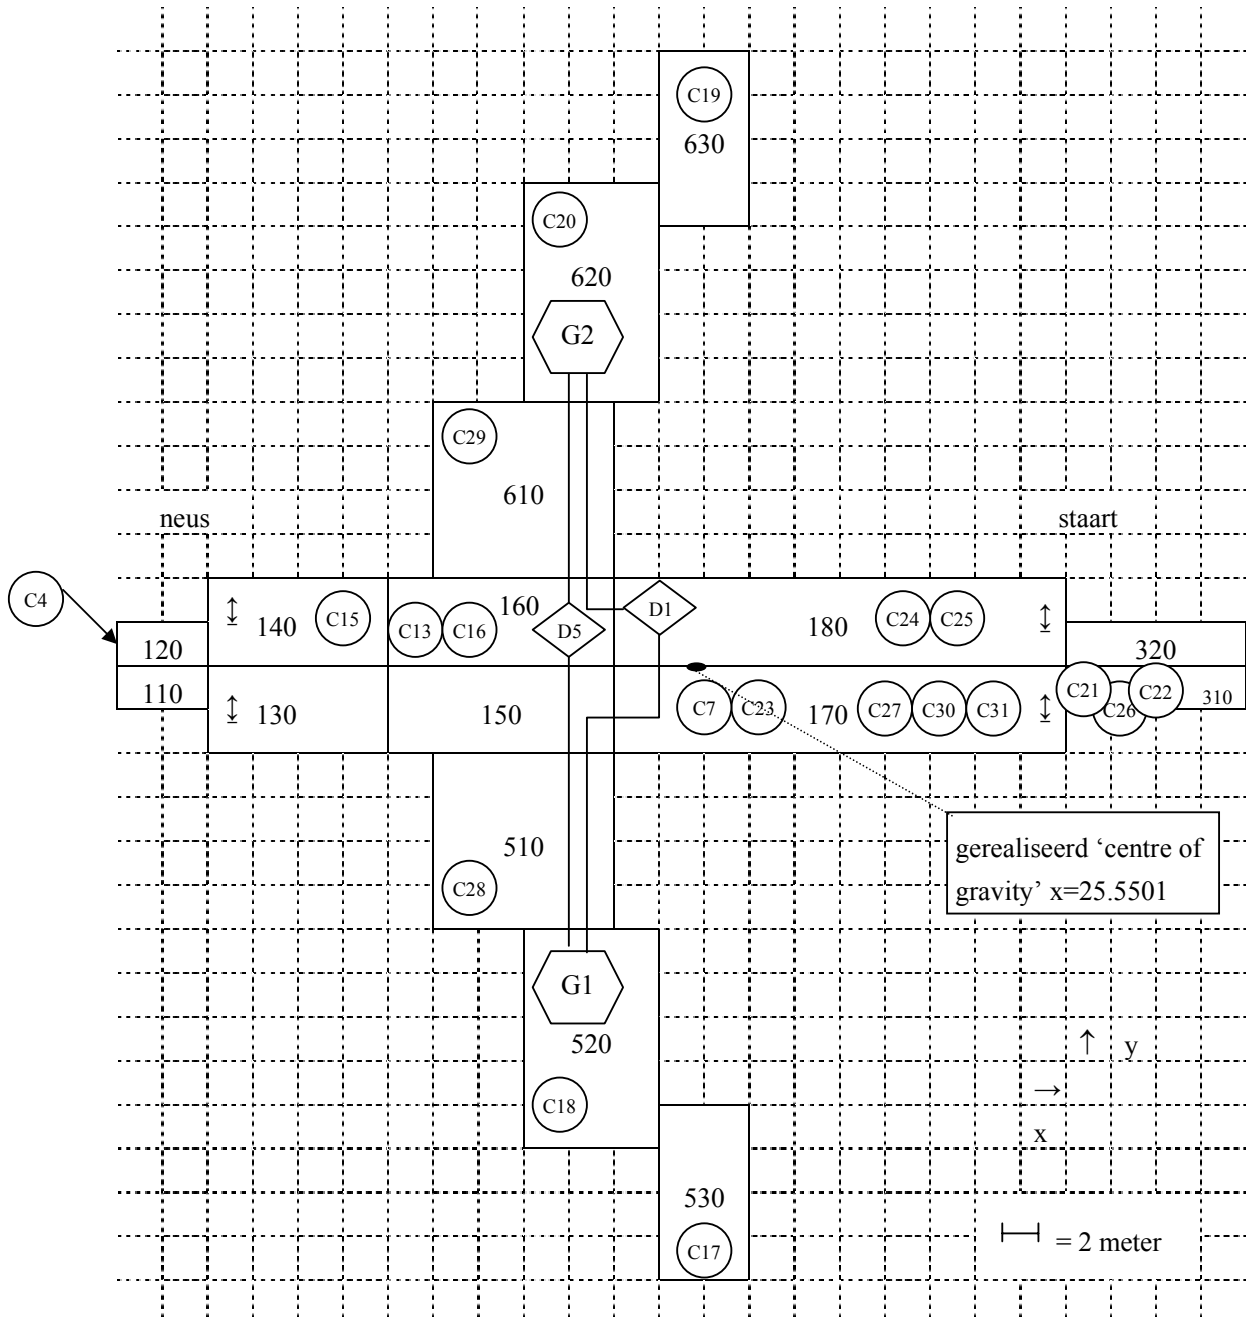 C19
630
C20
620
G2
C29
610
neus
staart
C4
140
C15
160
C13
C16
D5
D1
180
C24
C25
120
320
110
130
150
C7
C23
170
C27
C30
C31
C21
C26
C22
310
510
C28
gerealiseerd ‘centre of
gravity’ x=25.5501
G1
520
↑ y
→
x
C18
530
C17
= 2 meter